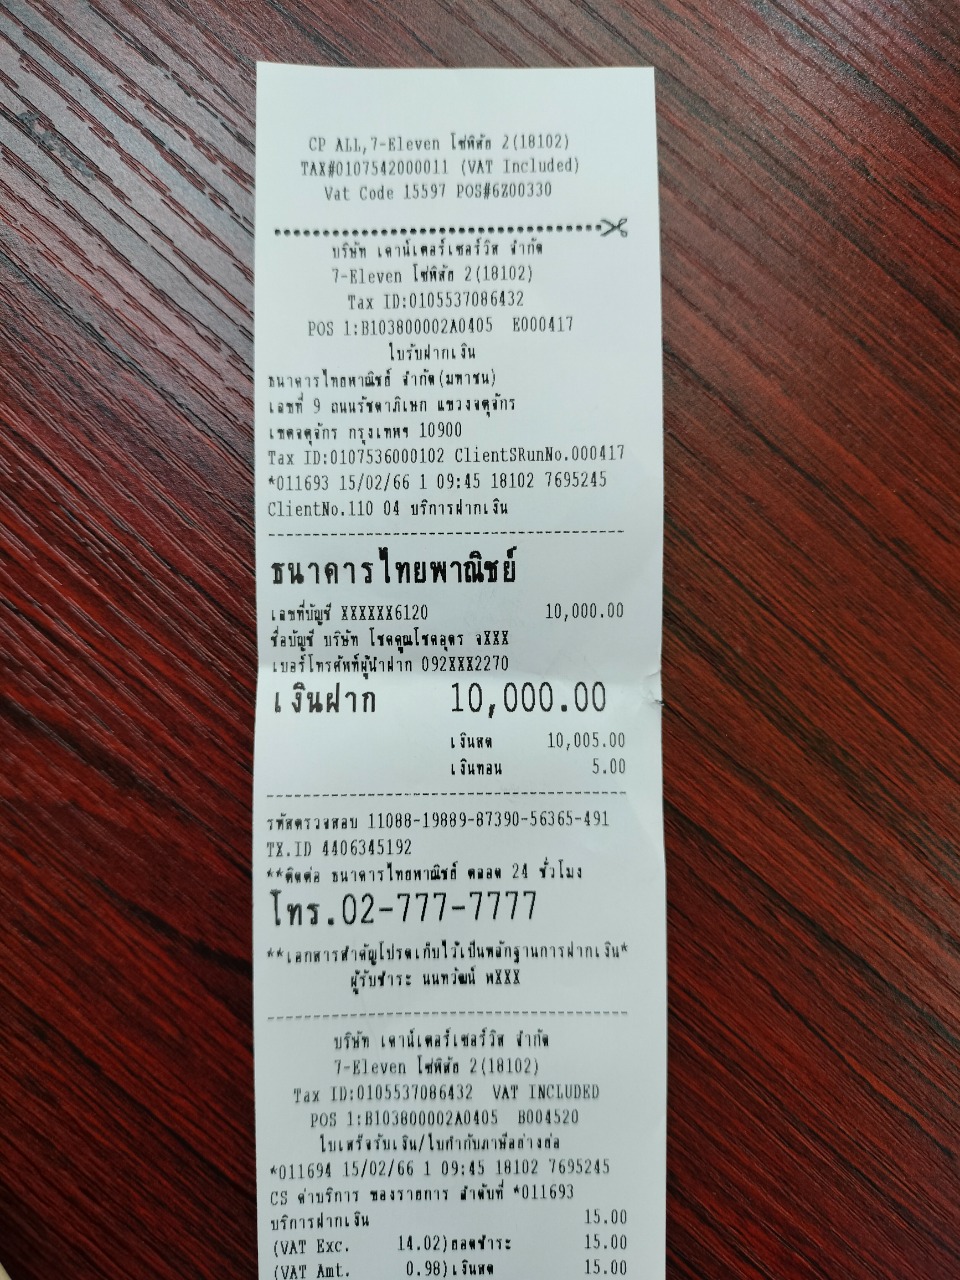 CP ALL,7-Eleven โซ่พิสัย 2(18102)
TAX#0107542000011 (VAT Included)
Vat Code 15597 POS#6Z00330
บริษัท เคาน์เตอร์เซอร์วิส จำกัด
7-Eleven โซ่พิสัย 2(18102)
Tax ID:0105537086432
POS 1:B103800002A0405 E000417
ใบรับฝากเงิน
ธนาคารไทยพาณิชย์ จำกัด(มหาชน)
เลขที่ 9 ถนนรัชดาภิเษก แขวงจตุจักร
เขตจตุจักร กรุงเทพฯ 10900
Tax ID:0107536000102 ClientSRunNo.000417
*011693 15/02/66 1 09:45 18102 7695245
ClientNo.110 04 บริการฝากเงิน
ธนาคารไทยพาณิชย์
เลขที่บัญชี XXXXXX6120 10,000.00
ชื่อบัญชี บริษัท โชคคูณโชคอุดร จXXX
เบอร์โทรศัพท์ผู้นำฝาก 092XXX2270
เงินฝาก 10,000.00
เงินสด 10,005.00
เงินทอน 5.00
รหัสตรวจสอบ 11088-19889-87390-56365-491
TX.ID 4406345192
**ติดต่อ ธนาคารไทยพาณิชย์ ตลอด 24 ชั่วโมง
โทร.02-777-7777
**เอกสารสำคัญโปรดเก็บไว้เป็นหลักฐานการฝากเงิน*
ผู้รับชำระ นนทวัฒน์ พXXX
บริษัท เคาน์เตอร์เซอร์วิส จำกัด
7-Eleven โซ่พิสัย 2(18102)
Tax ID:0105537086432 VAT INCLUDED
POS 1:B103800002A0405 B004520
ใบเสร็จรับเงิน/ใบกำกับภาษีอย่างย่อ
*011694 15/02/66 1 09:45 18102 7695245
CS ค่าบริการ ของรายการ ลำดับที่ *011693
บริการฝากเงิน 15.00
(VAT Exc. 14.02)ยอดชำระ 15.00
(VAT Amt. 0.98)เงินสด 15.00